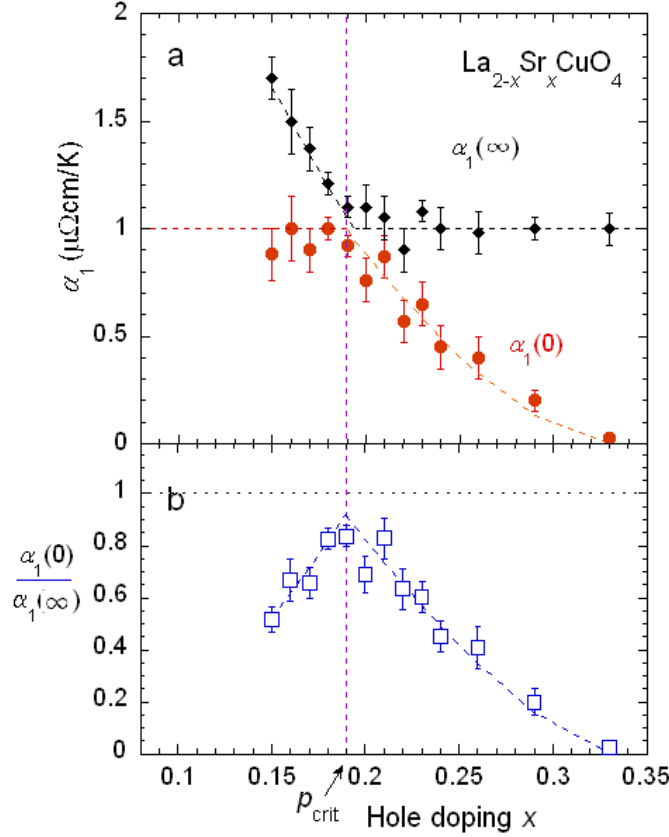 a
La2-xSrxCuO4
α1(∞)
α1(0)
α1 (μΩcm/K)
2
1.5
1
0.5
0
b
α1(0)
α1(∞)
1
0.8
0.6
0.4
0.2
0
0.1 0.15 0.2 0.25 0.3 0.35
pcrit
Hole doping x